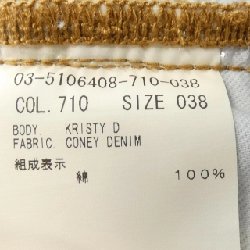 03-5106408-710-038
COL. 710 SIZE 038
BODY KRISTY D
FABRIC. CONEY DENIM
組成表示
綿 100%